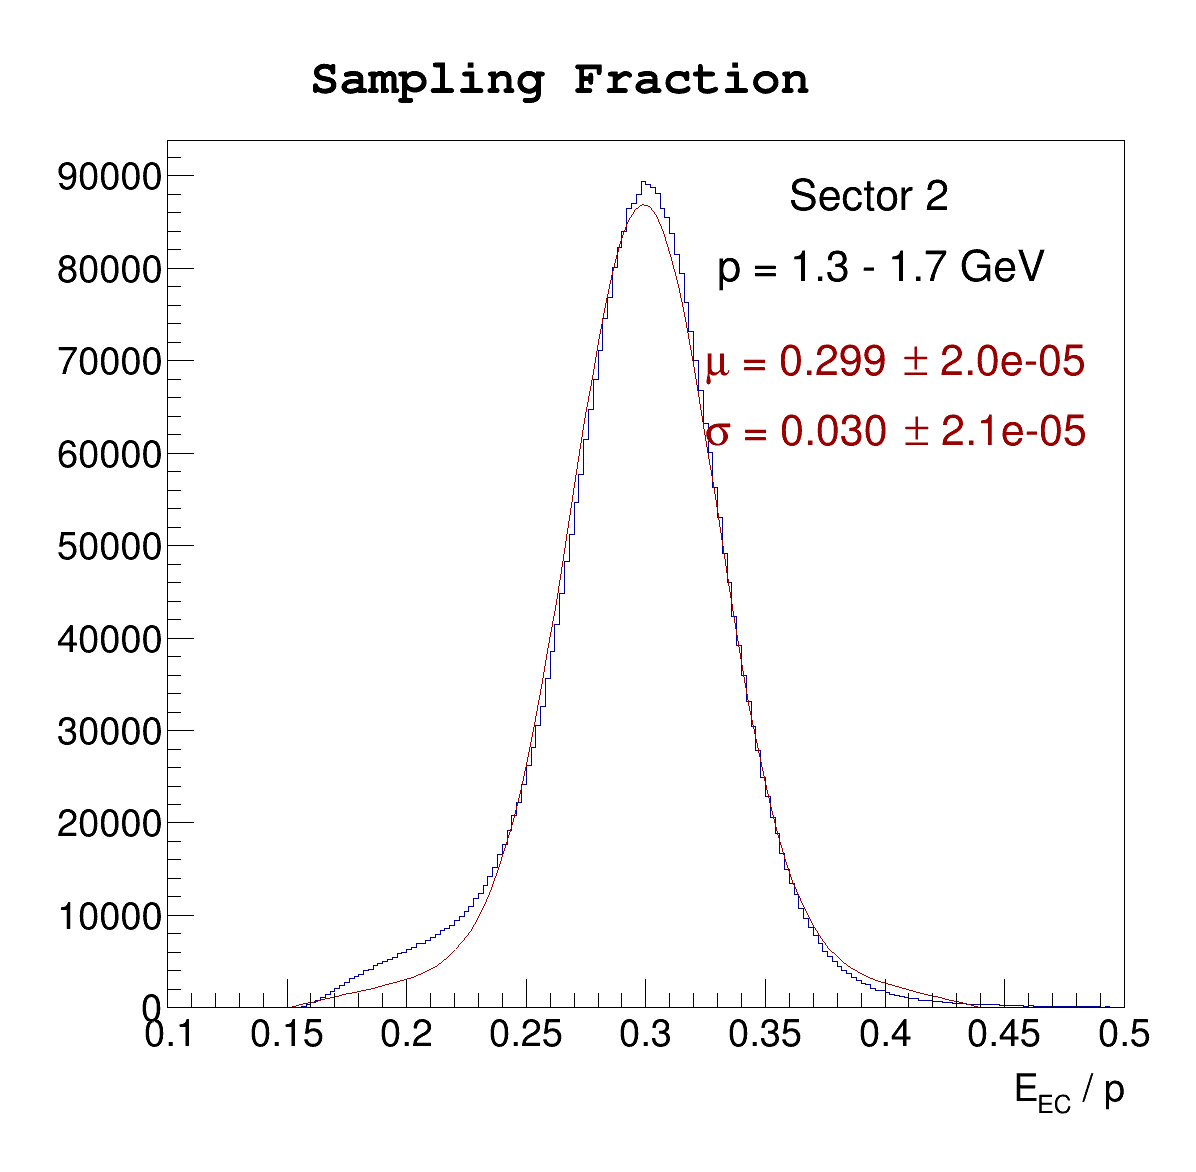 Sampling Fraction
Sector 2
p = 1.3 - 1.7 GeV
μ = 0.299 ± 2.0e-05
σ = 0.030 ± 2.1e-05
90000
80000
70000
60000
50000
40000
30000
20000
10000
0
0.1 0.15 0.2 0.25 0.3 0.35 0.4 0.45 0.5
E_EC / p